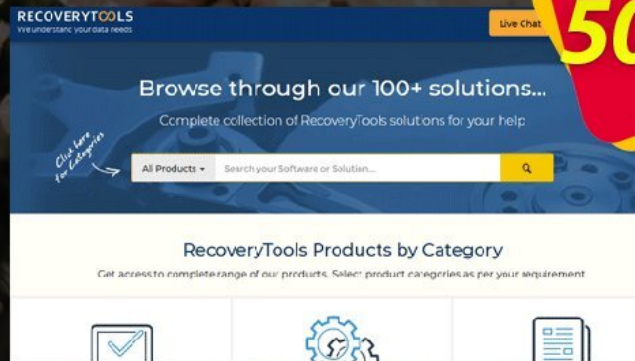 RECOVERYTOOLS
We understand your data needs
Live Chat
50
Browse through our 100+ solutions...
Complete collection of RecoveryTools solutions for your help
Click here
for Categories
All Products
Search your Software or Solution...
RecoveryTools Products by Category
Get access to complete range of our products. Select product categories as per your requirement